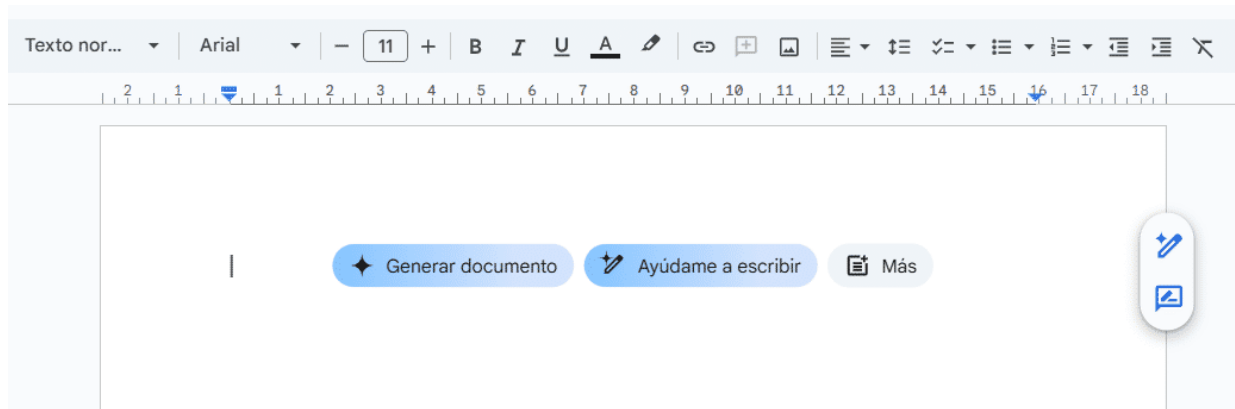 Texto nor... Arial − 11 + B I U A
2 1 1 2 3 4 5 6 7 8 9 10 11 12 13 14 15 16 17 18
Generar documento Ayúdame a escribir Más